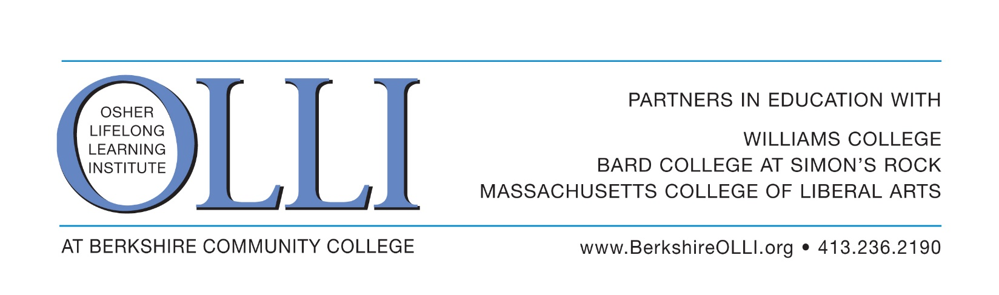 OLLI
OSHER
LIFELONG
LEARNING
INSTITUTE
AT BERKSHIRE COMMUNITY COLLEGE
PARTNERS IN EDUCATION WITH
WILLIAMS COLLEGE
BARD COLLEGE AT SIMON’S ROCK
MASSACHUSETTS COLLEGE OF LIBERAL ARTS
www.BerkshireOLLI.org • 413.236.2190